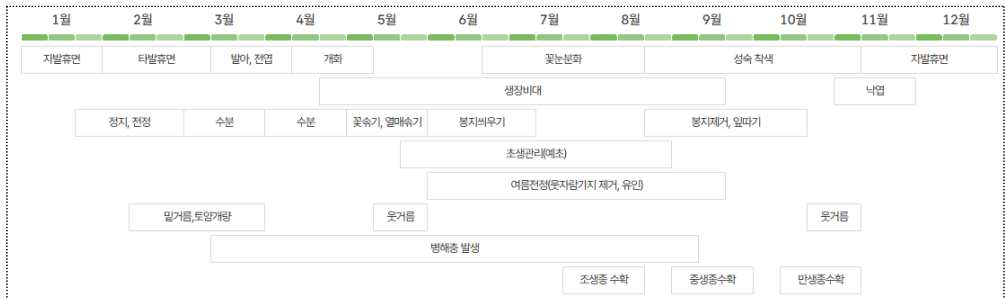 1월 2월 3월 4월 5월 6월 7월 8월 9월 10월 11월 12월
자발휴면 타발휴면 발아, 전엽 개화 꽃눈분화 성숙 착색 자발휴면
생장비대 낙엽
정지, 전정 수분 수분 꽃솎기, 열매솎기 봉지씌우기 봉지제거, 잎따기
초생관리(예초)
여름전정(웃자람가지 제거, 유인)
밑거름,토양개량 웃거름 웃거름
병해충 발생
조생종 수확 중생종수확 만생종수확